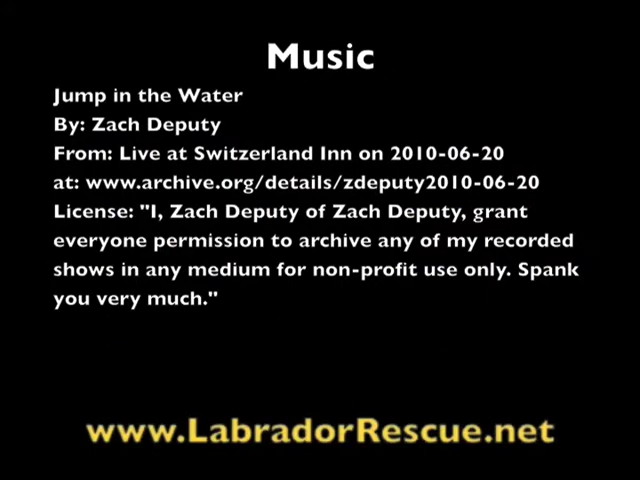 Music
Jump in the Water
By: Zach Deputy
From: Live at Switzerland Inn on 2010-06-20
at: www.archive.org/details/zdeputy2010-06-20
License: "I, Zach Deputy of Zach Deputy, grant
everyone permission to archive any of my recorded
shows in any medium for non-profit use only. Spank
you very much."
www.LabradorRescue.net